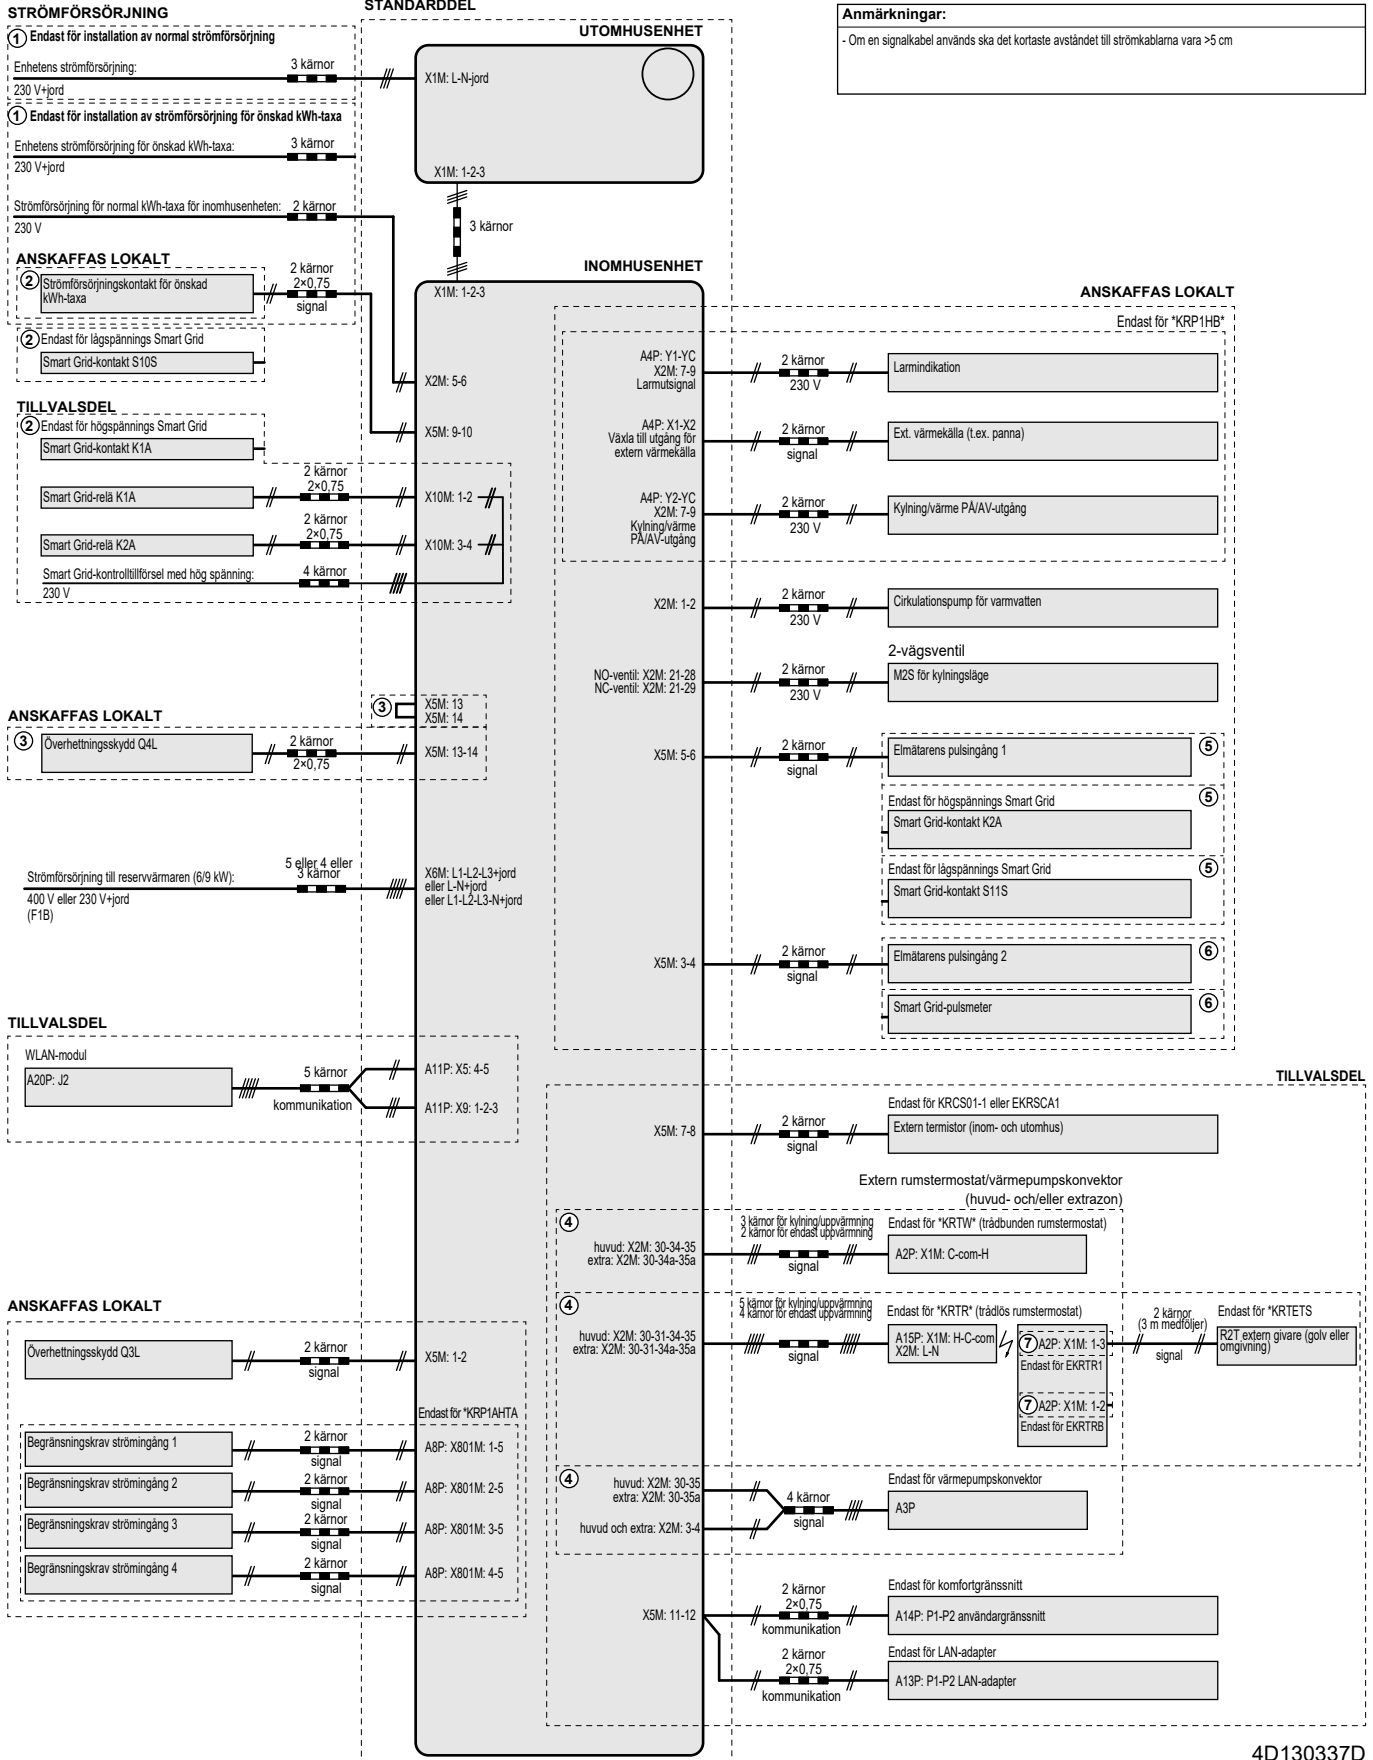 STRÖMFÖRSÖRJNING
1 Endast för installation av normal strömförsörjning
Enhetens strömförsörjning:
3 kärnor
230 V+jord
1 Endast för installation av strömförsörjning för önskad kWh-taxa
Enhetens strömförsörjning för önskad kWh-taxa:
3 kärnor
230 V+jord
Strömförsörjning för normal kWh-taxa för inomhusenheten:
2 kärnor
230 V
ANSKAFFAS LOKALT
2 Strömförsörjningskontakt för önskad
kWh-taxa
2 kärnor
2×0,75
signal
2 Endast för lågspännings Smart Grid
Smart Grid-kontakt S10S
TILLVALSDEL
2 Endast för högspännings Smart Grid
Smart Grid-kontakt K1A
Smart Grid-relä K1A
2 kärnor
2×0,75
Smart Grid-relä K2A
2 kärnor
2×0,75
Smart Grid-kontrolltillförsel med hög spänning:
4 kärnor
230 V
ANSKAFFAS LOKALT
3 Överhettningsskydd Q4L
2 kärnor
2×0,75
Strömförsörjning till reservvärmaren (6/9 kW):
5 eller 4 eller
3 kärnor
400 V eller 230 V+jord
(F1B)
TILLVALSDEL
WLAN-modul
A20P: J2
5 kärnor
kommunikation
ANSKAFFAS LOKALT
Överhettningsskydd Q3L
2 kärnor
signal
Begränsningskrav strömingång 1
2 kärnor
signal
Begränsningskrav strömingång 2
2 kärnor
signal
Begränsningskrav strömingång 3
2 kärnor
signal
Begränsningskrav strömingång 4
2 kärnor
signal
STANDARDDEL
UTOMHUSENHET
X1M: L-N-jord
X1M: 1-2-3
3 kärnor
INOMHUSENHET
X1M: 1-2-3
X2M: 5-6
X5M: 9-10
X10M: 1-2
X10M: 3-4
3
X5M: 13
X5M: 14
X5M: 13-14
X6M: L1-L2-L3+jord
eller L-N+jord
eller L1-L2-L3-N+jord
A11P: X5: 4-5
A11P: X9: 1-2-3
X5M: 1-2
Endast för *KRP1AHTA
A8P: X801M: 1-5
A8P: X801M: 2-5
A8P: X801M: 3-5
A8P: X801M: 4-5
Anmärkningar:
- Om en signalkabel används ska det kortaste avståndet till strömkablarna vara >5 cm
ANSKAFFAS LOKALT
Endast för *KRP1HB*
A4P: Y1-YC
X2M: 7-9
Larmutsignal
2 kärnor
230 V
Larmindikation
A4P: X1-X2
Växla till utgång för
extern värmekälla
2 kärnor
signal
Ext. värmekälla (t.ex. panna)
A4P: Y2-YC
X2M: 7-9
Kylning/värme
PÅ/AV-utgång
2 kärnor
230 V
Kylning/värme PÅ/AV-utgång
X2M: 1-2
2 kärnor
230 V
Cirkulationspump för varmvatten
2-vägsventil
NO-ventil: X2M: 21-28
NC-ventil: X2M: 21-29
2 kärnor
230 V
M2S för kylningsläge
X5M: 5-6
2 kärnor
signal
Elmätarens pulsingång 1
5
Endast för högspännings Smart Grid
5
Smart Grid-kontakt K2A
Endast för lågspännings Smart Grid
5
Smart Grid-kontakt S11S
X5M: 3-4
2 kärnor
signal
Elmätarens pulsingång 2
6
Smart Grid-pulsmeter
6
TILLVALSDEL
Endast för KRCS01-1 eller EKRSCA1
X5M: 7-8
2 kärnor
signal
Extern termistor (inom- och utomhus)
Extern rumstermostat/värmepumpskonvektor
(huvud- och/eller extrazon)
4
huvud: X2M: 30-34-35
extra: X2M: 30-34a-35a
3 kärnor för kylning/uppvärmning
2 kärnor för endast uppvärmning
signal
Endast för *KRTW* (trådbunden rumstermostat)
A2P: X1M: C-com-H
4
huvud: X2M: 30-31-34-35
extra: X2M: 30-31-34a-35a
5 kärnor för kylning/uppvärmning
4 kärnor för endast uppvärmning
signal
Endast för *KRTR* (trådlös rumstermostat)
A15P: X1M: H-C-com
X2M: L-N
7 A2P: X1M: 1-3
Endast för EKRTR1
7 A2P: X1M: 1-2
Endast för EKRTRB
2 kärnor
(3 m medföljer)
signal
Endast för *KRTETS
R2T extern givare (golv eller
omgivning)
4
huvud: X2M: 30-35
extra: X2M: 30-35a
huvud och extra: X2M: 3-4
4 kärnor
signal
Endast för värmepumpskonvektor
A3P
X5M: 11-12
2 kärnor
2×0,75
kommunikation
Endast för komfortgränssnitt
A14P: P1-P2 användargränssnitt
2 kärnor
2×0,75
kommunikation
Endast för LAN-adapter
A13P: P1-P2 LAN-adapter
4D130337D